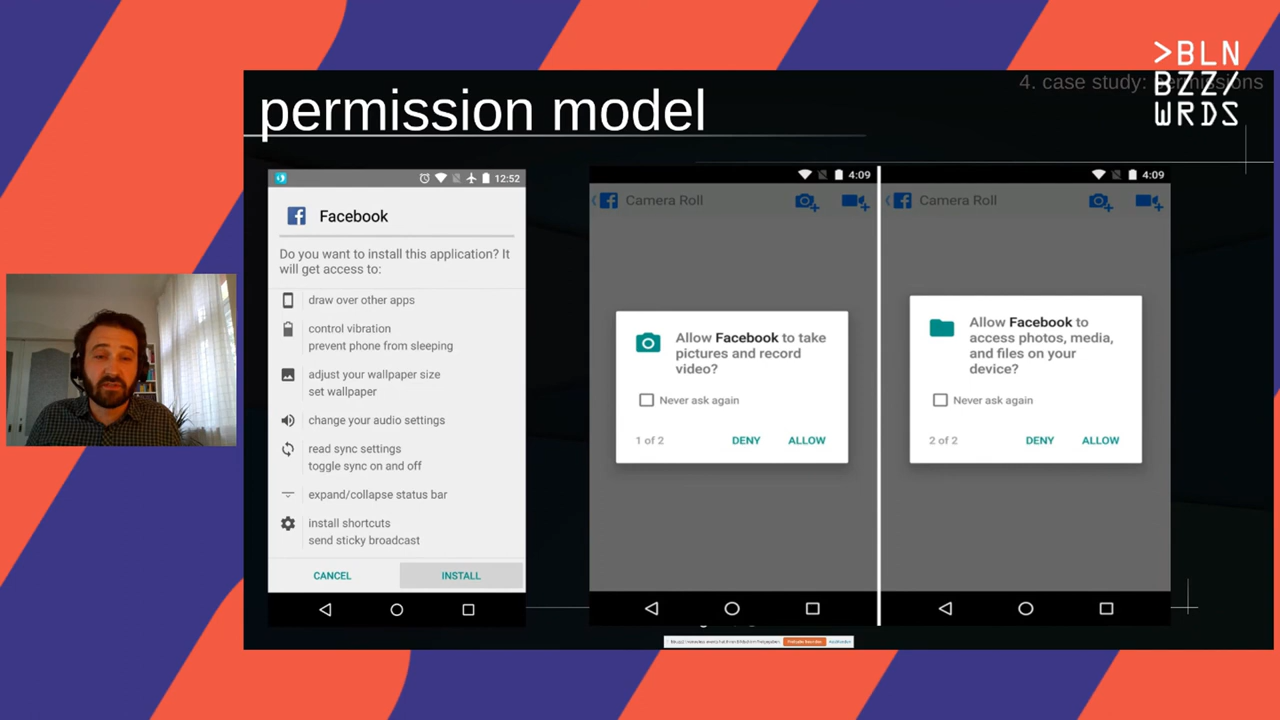 >BLN
BZZ/
WRDS
4. case study: permissions
permission model
12:52
Facebook
Do you want to install this application? It
will get access to:
draw over other apps
control vibration
prevent phone from sleeping
adjust your wallpaper size
set wallpaper
change your audio settings
read sync settings
toggle sync on and off
expand/collapse status bar
install shortcuts
send sticky broadcast
CANCEL
INSTALL
4:09
Camera Roll
Allow Facebook to take
pictures and record
video?
Never ask again
1 of 2
DENY
ALLOW
4:09
Camera Roll
Allow Facebook to
access photos, media,
and files on your
device?
Never ask again
2 of 2
DENY
ALLOW